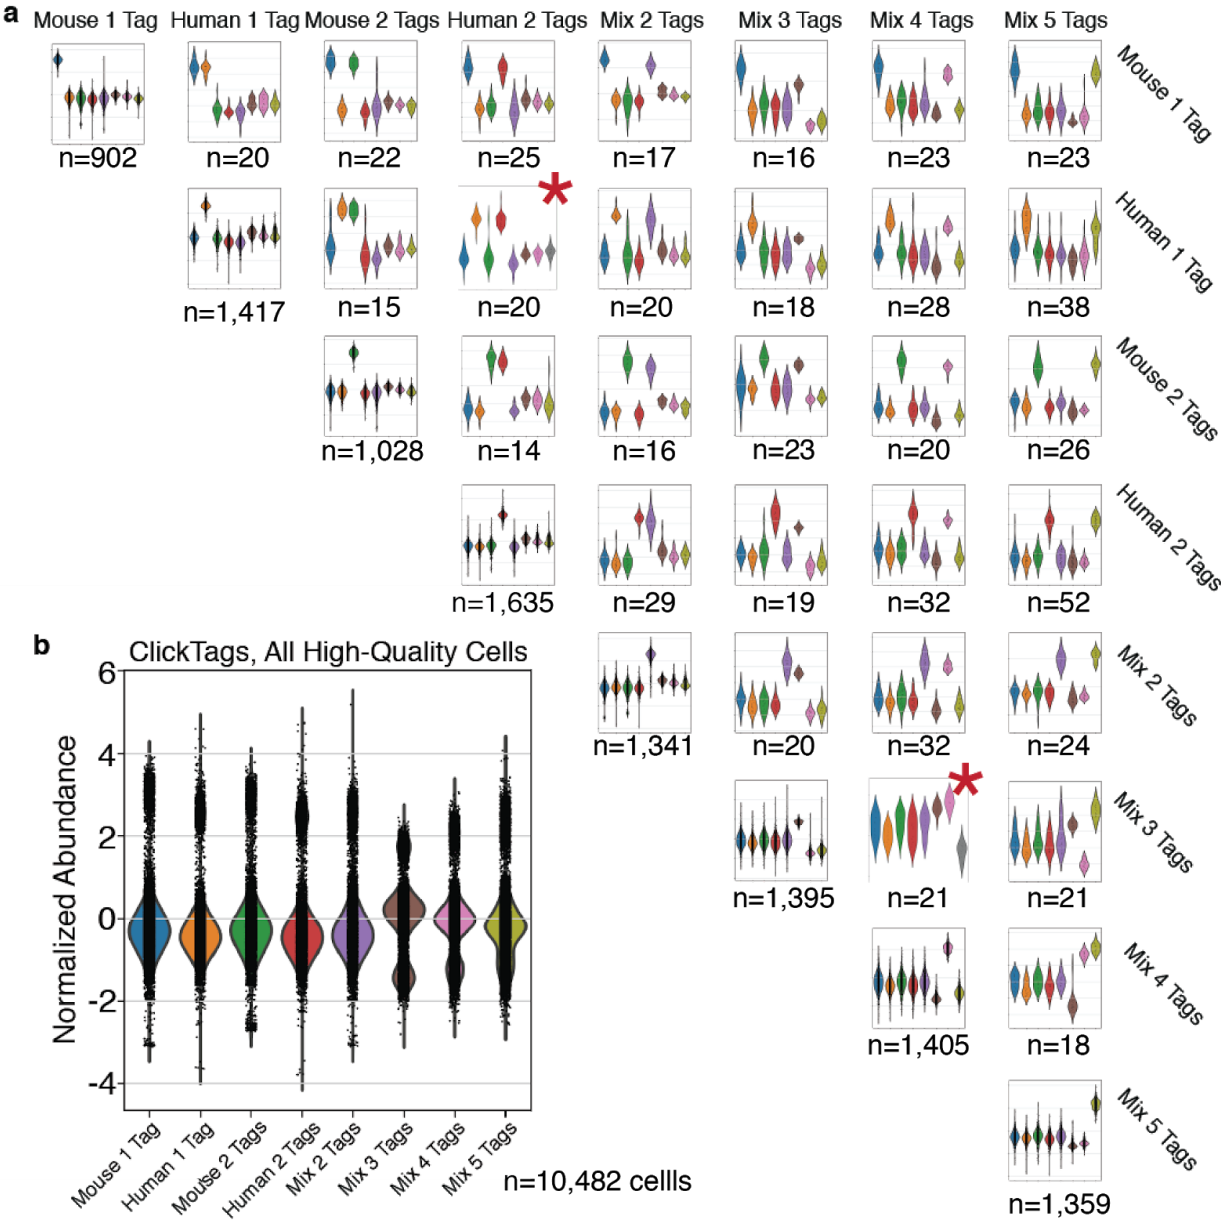 a
Mouse 1 Tag Human 1 Tag Mouse 2 Tags Human 2 Tags Mix 2 Tags Mix 3 Tags Mix 4 Tags Mix 5 Tags
Mouse 1 Tag
n=902 n=20 n=22 n=25 n=17 n=16 n=23 n=23
*
Human 1 Tag
n=1,417 n=15 n=20 n=20 n=18 n=28 n=38
Mouse 2 Tags
n=1,028 n=14 n=16 n=23 n=20 n=26
Human 2 Tags
n=1,635 n=29 n=19 n=32 n=52
Mix 2 Tags
n=1,341 n=20 n=32 n=24
*
Mix 3 Tags
n=1,395 n=21 n=21
Mix 4 Tags
n=1,405 n=18
Mix 5 Tags
n=1,359
b
ClickTags, All High-Quality Cells
Normalized Abundance
6
4
2
0
-2
-4
Mouse 1 Tag
Human 1 Tag
Mouse 2 Tags
Human 2 Tags
Mix 2 Tags
Mix 3 Tags
Mix 4 Tags
Mix 5 Tags
n=10,482 cellls